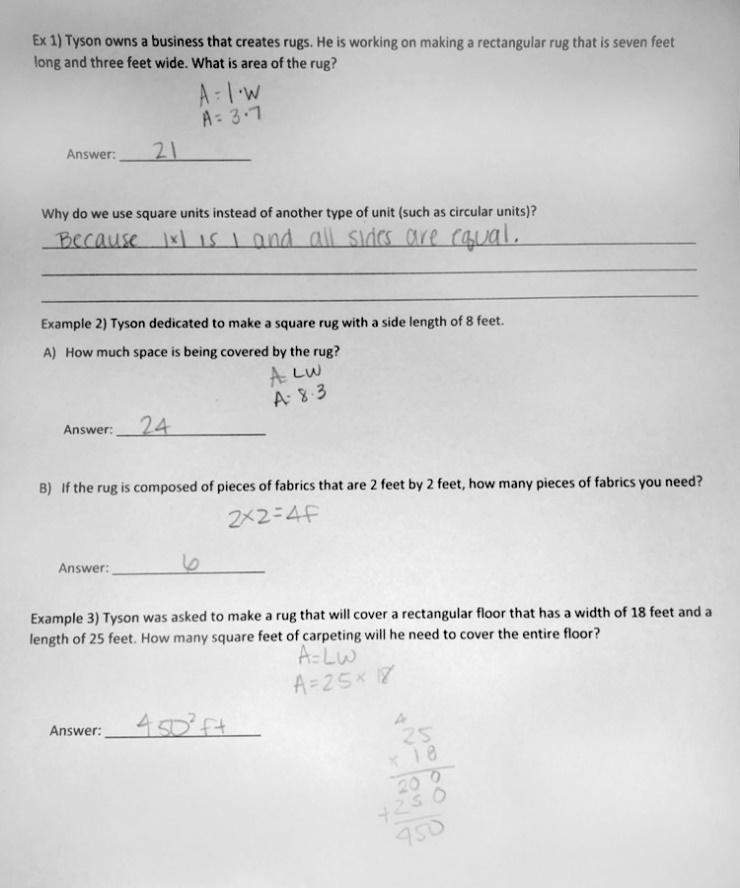 Ex 1) Tyson owns a business that creates rugs. He is working on making a rectangular rug that is seven feet
long and three feet wide. What is area of the rug?
A = l·w
A = 3·7
Answer: 21
Why do we use square units instead of another type of unit (such as circular units)?
Because 1x1 is 1 and all sides are equal.
Example 2) Tyson dedicated to make a square rug with a side length of 8 feet.
A) How much space is being covered by the rug?
A LW
A: 8·3
Answer: 24
B) If the rug is composed of pieces of fabrics that are 2 feet by 2 feet, how many pieces of fabrics you need?
2x2=4f
Answer: 6
Example 3) Tyson was asked to make a rug that will cover a rectangular floor that has a width of 18 feet and a
length of 25 feet. How many square feet of carpeting will he need to cover the entire floor?
A=LW
A=25x 18
Answer: 450² ft
4
25
x 18
200
+250
450